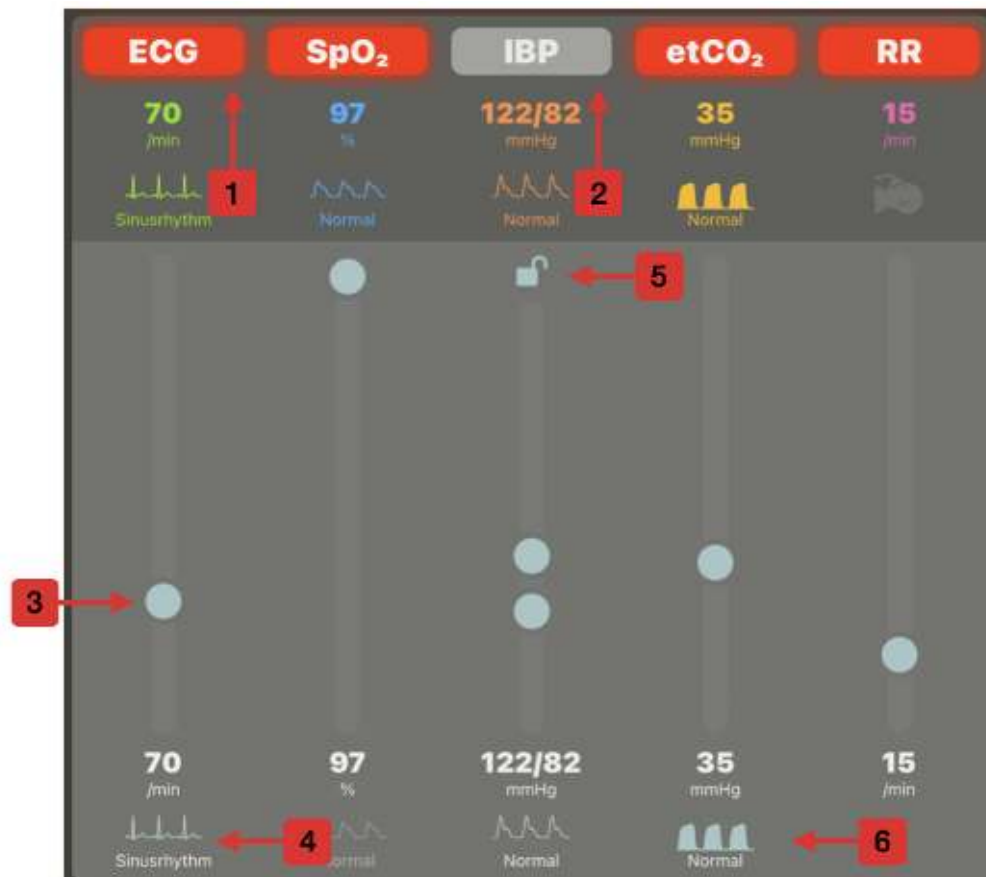 ECG SpO₂ IBP etCO₂ RR
70 97 122/82 35 15
/min % mmHg mmHg /min
1 2
Sinusrhythm Normal Normal Normal
5
3
70 97 122/82 35 15
/min % mmHg mmHg /min
4 6
Sinusrhythm ormal Normal Normal